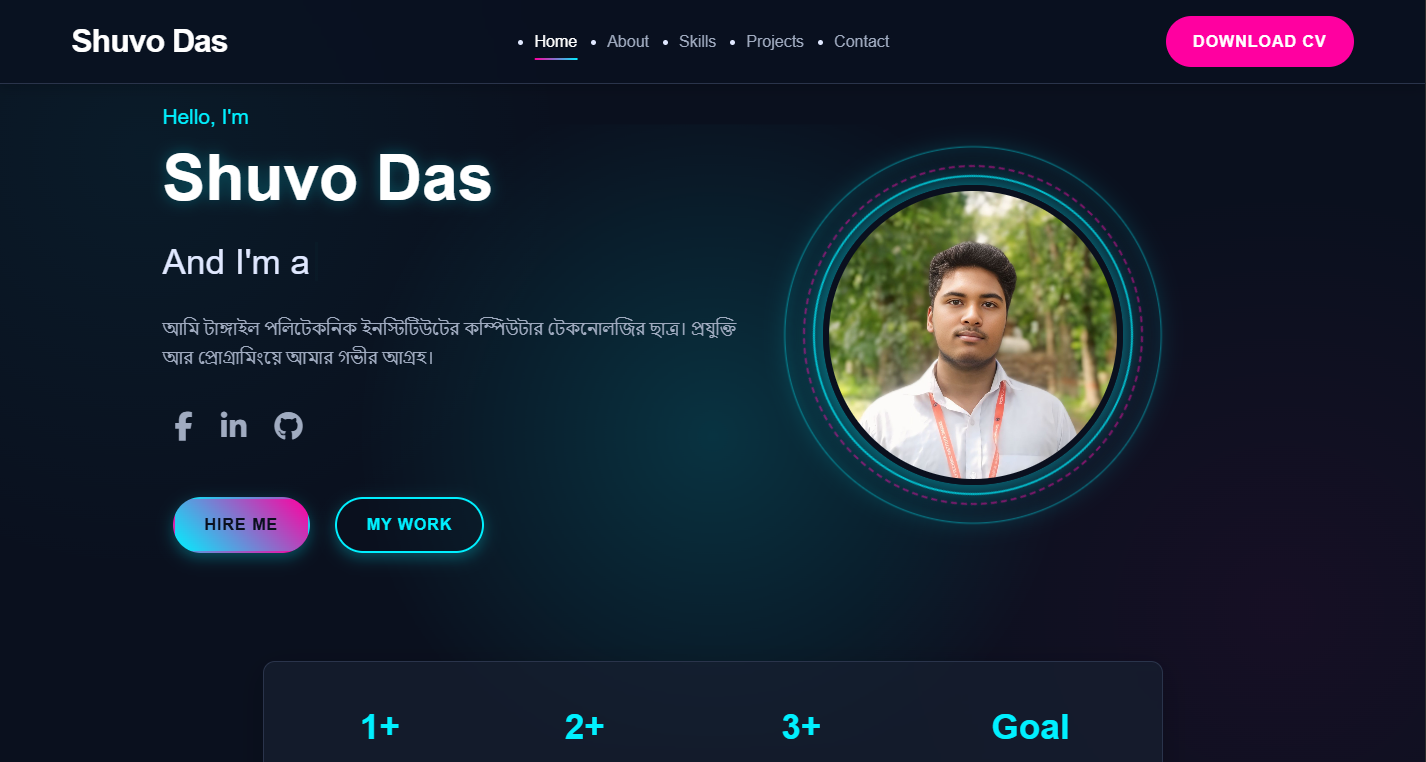 Shuvo Das
Home About Skills Projects Contact
DOWNLOAD CV
Hello, I'm
Shuvo Das
And I'm a
আমি টাঙ্গাইল পলিটেকনিক ইনস্টিটিউটের কম্পিউটার টেকনোলজির ছাত্র। প্রযুক্তি
আর প্রোগ্রামিংয়ে আমার গভীর আগ্রহ।
HIRE ME
MY WORK
1+ 2+ 3+ Goal